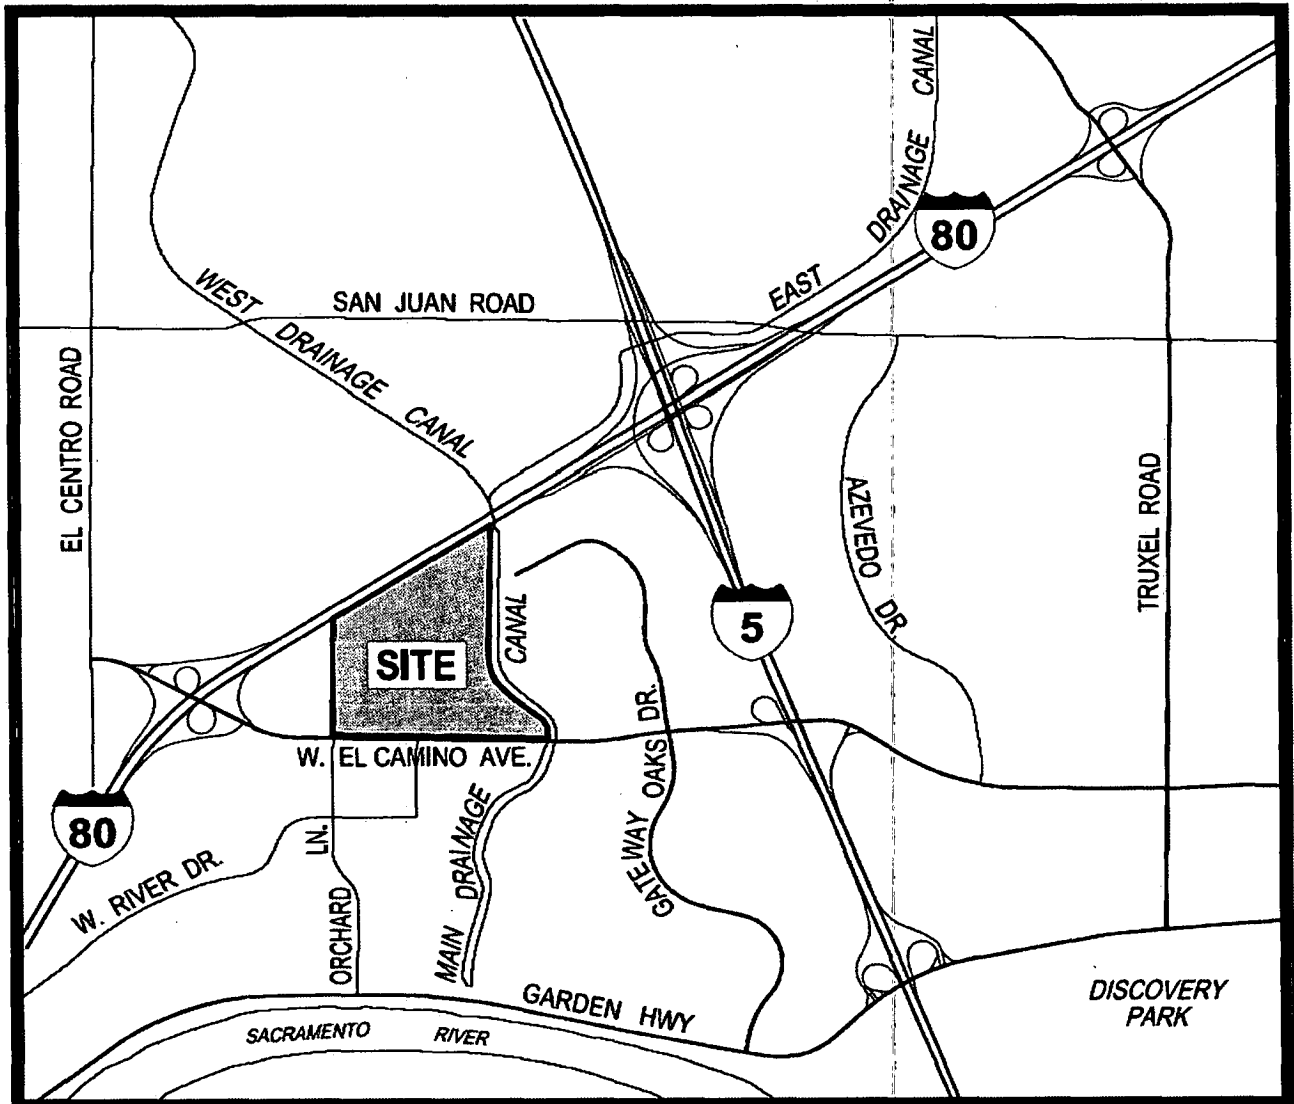 EAST DRAINAGE CANAL
80
WEST DRAINAGE CANAL
SAN JUAN ROAD
EL CENTRO ROAD
AZEVEDO DR.
TRUXEL ROAD
5
CANAL
SITE
GATEWAY OAKS DR.
W. EL CAMINO AVE.
80
MAIN DRAINAGE
W. RIVER DR.
ORCHARD LN.
GARDEN HWY
SACRAMENTO RIVER
DISCOVERY
PARK